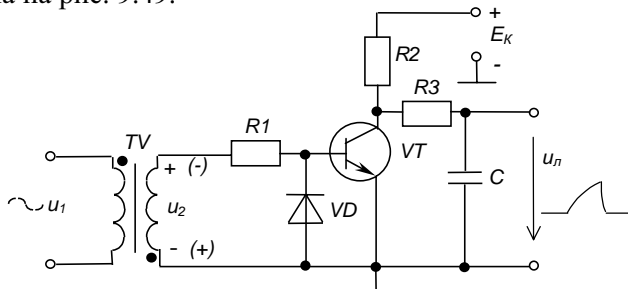 на рис. 9.49.
+
E_K
-
R2
R3
R1
TV
VT
+ (-)
u_1
u_2
VD
C
u_л
- (+)